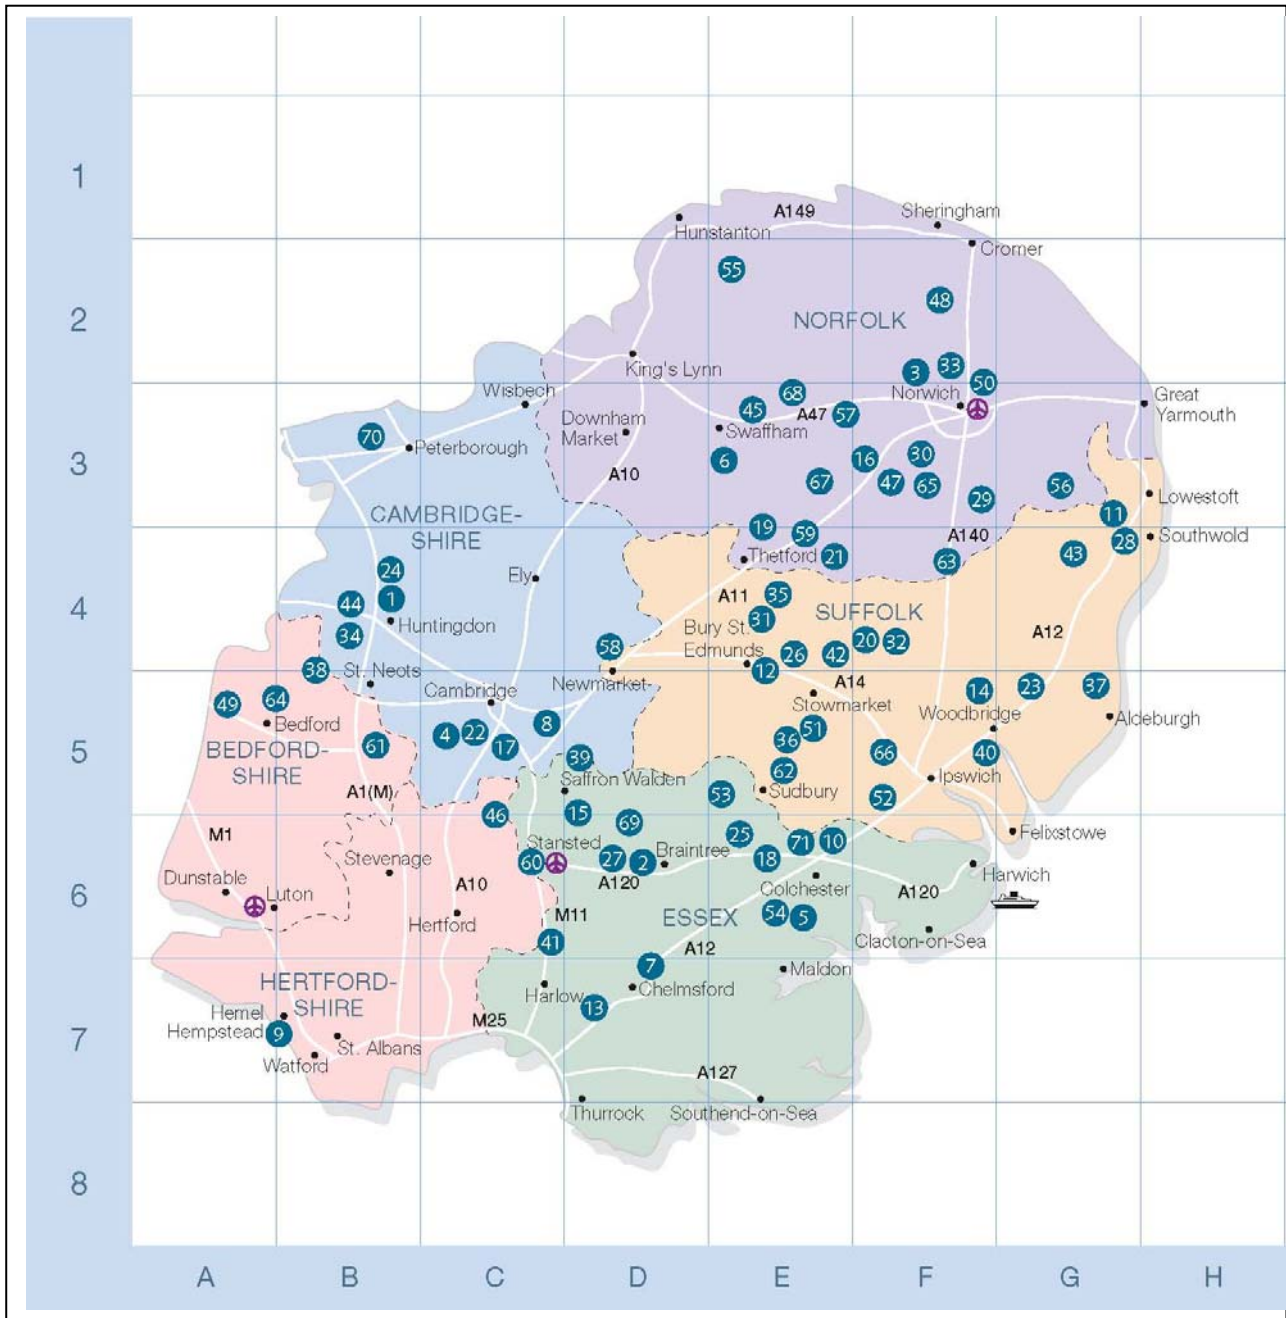 1
A149
Sheringham
Hunstanton
Cromer
55
48
2
NORFOLK
King's Lynn
3
33
50
Wisbech
68
Norwich
Great
Yarmouth
45
A47
57
Downham
Market
Swaffham
70
Peterborough
3
6
16
30
A10
67
47
65
56
29
Lowestoft
CAMBRIDGE-
SHIRE
11
19
59
A140
28
Southwold
Thetford
21
63
43
24
Ely
35
A11
1
44
4
SUFFOLK
31
Huntingdon
Bury St.
Edmunds
34
A12
20
32
58
26
42
38
St. Neots
12
Newmarket
A14
Cambridge
Stowmarket
14
23
37
49
64
Bedford
Woodbridge
Aldeburgh
8
4
22
17
51
36
BEDFORD-
SHIRE
61
5
66
40
39
62
Saffron Walden
Ipswich
A1(M)
53
Sudbury
52
46
15
69
M1
Stansted
25
71
10
Felixstowe
Stevenage
60
27
2
Braintree
18
Dunstable
Luton
6
A10
A120
Colchester
A120
Harwich
Hertford
M11
ESSEX
54
5
41
A12
Clacton-on-Sea
7
Maldon
HERTFORD-
SHIRE
Harlow
Chelmsford
13
Hemel
Hempstead
9
M25
7
St. Albans
Watford
A127
Thurrock
Southend-on-Sea
8
A
B
C
D
E
F
G
H